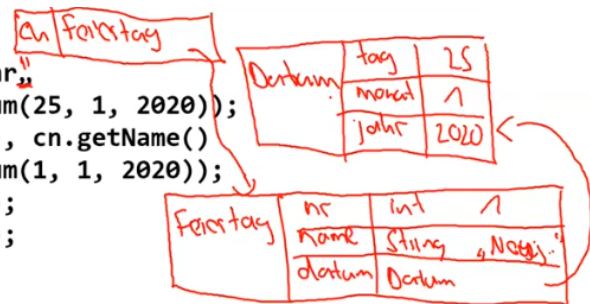 cn Feiertag
ar„
um(25, 1, 2020));
, cn.getName()
um(1, 1, 2020));
;
;
Datum
tag 25
monat 1
jahr 2020
Feiertag
nr int 1
name String
datum Datum